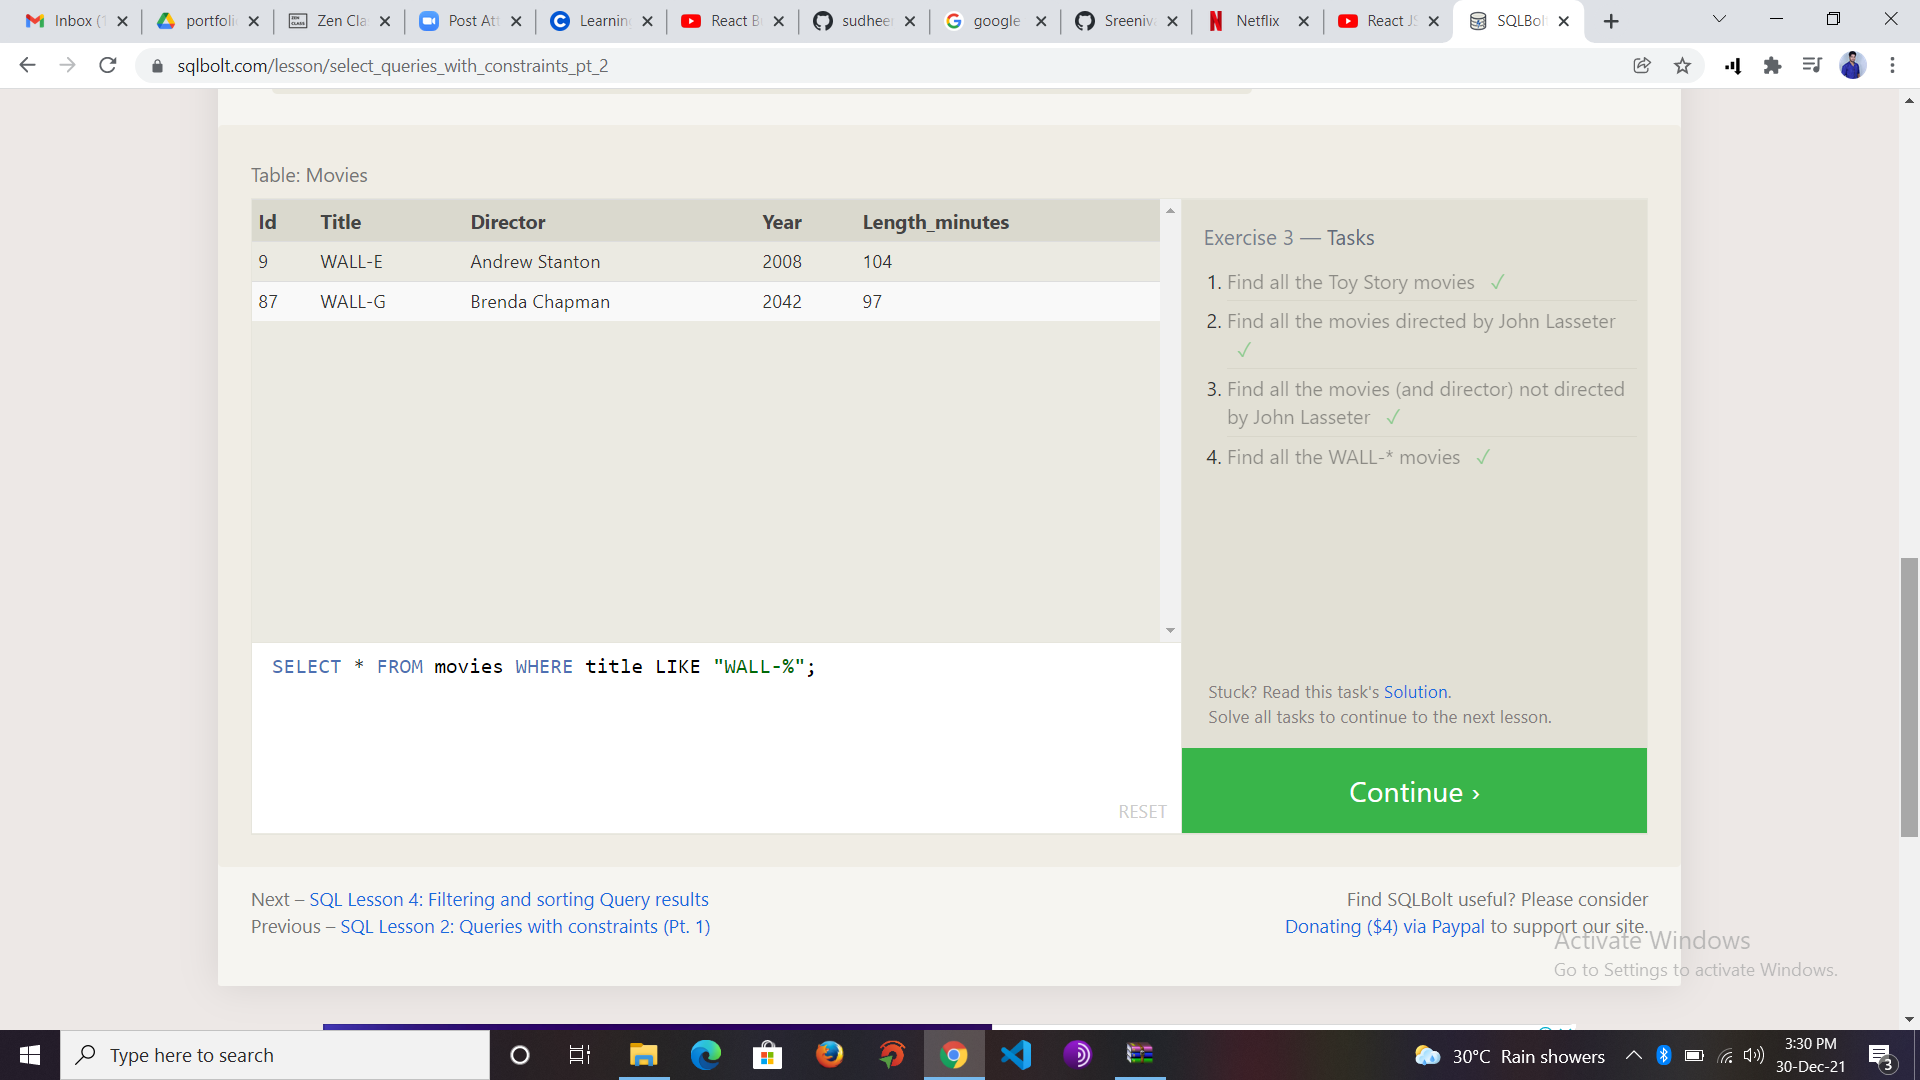 Inbox (1
portfoli
Zen Cla
Post Att
Learnin
React B
sudheer
google
Sreeniva
Netflix
React JS
SQLBolt
sqlbolt.com/lesson/select_queries_with_constraints_pt_2
Table: Movies
Id Title Director Year Length_minutes
9 WALL-E Andrew Stanton 2008 104
87 WALL-G Brenda Chapman 2042 97
Exercise 3 — Tasks
1. Find all the Toy Story movies ✓
2. Find all the movies directed by John Lasseter
✓
3. Find all the movies (and director) not directed
by John Lasseter ✓
4. Find all the WALL-* movies ✓
SELECT * FROM movies WHERE title LIKE "WALL-%";
RESET
Stuck? Read this task's Solution.
Solve all tasks to continue to the next lesson.
Continue ›
Next – SQL Lesson 4: Filtering and sorting Query results
Previous – SQL Lesson 2: Queries with constraints (Pt. 1)
Find SQLBolt useful? Please consider
Donating ($4) via Paypal to support our site.
Activate Windows
Go to Settings to activate Windows.
Type here to search
30°C Rain showers
3:30 PM
30-Dec-21
3